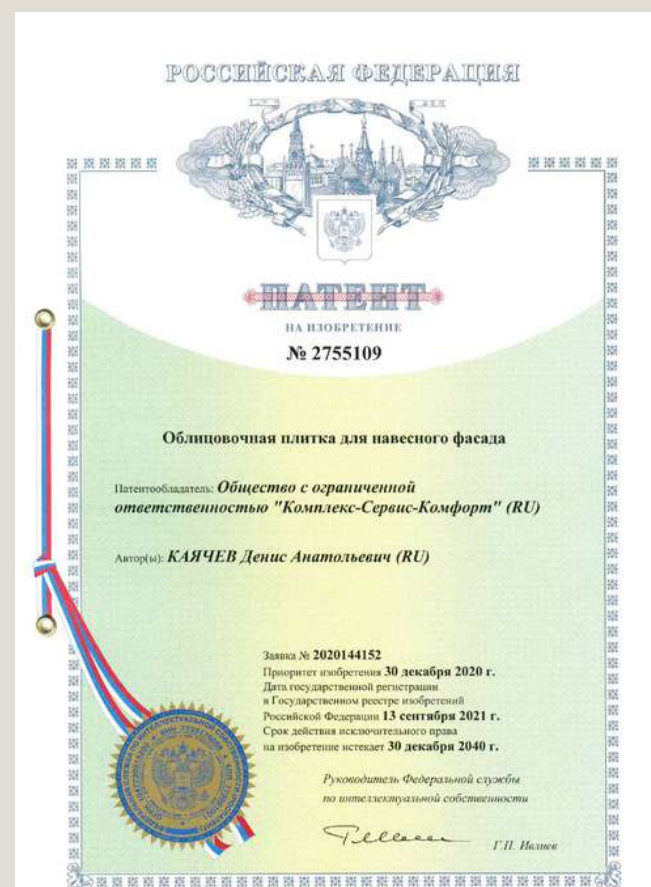 РОССИЙСКАЯ ФЕДЕРАЦИЯ
ПАТЕНТ
НА ИЗОБРЕТЕНИЕ
№ 2755109
Облицовочная плитка для навесного фасада
Патентообладатель: Общество с ограниченной
ответственностью "Комплекс-Сервис-Комфорт" (RU)
Автор(ы): КАЯЧЕВ Денис Анатольевич (RU)
Заявка № 2020144152
Приоритет изобретения 30 декабря 2020 г.
Дата государственной регистрации
в Государственном реестре изобретений
Российской Федерации 13 сентября 2021 г.
Срок действия исключительного права
на изобретение истекает 30 декабря 2040 г.
Руководитель Федеральной службы
по интеллектуальной собственности
Г.П. Ивлиев